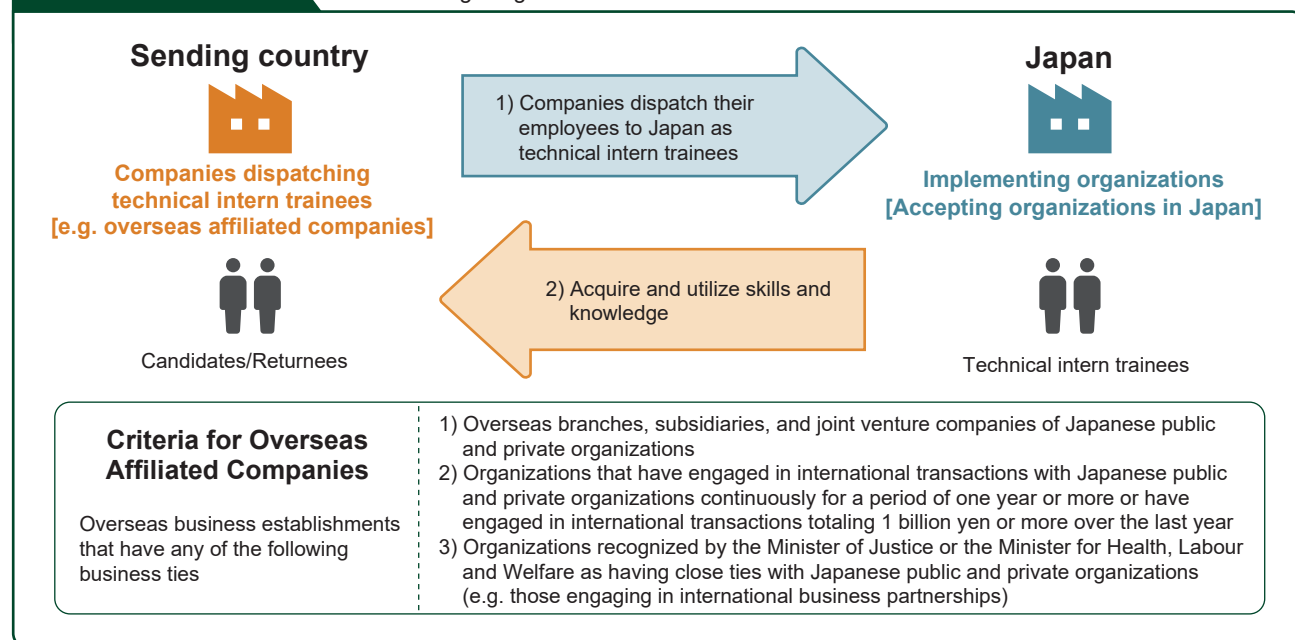 Sending country
Japan
1) Companies dispatch their
employees to Japan as
technical intern trainees
Companies dispatching
technical intern trainees
[e.g. overseas affiliated companies]
Implementing organizations
[Accepting organizations in Japan]
2) Acquire and utilize skills and
knowledge
Candidates/Returnees
Technical intern trainees
Criteria for Overseas
Affiliated Companies
Overseas business establishments
that have any of the following
business ties
1) Overseas branches, subsidiaries, and joint venture companies of Japanese public
and private organizations
2) Organizations that have engaged in international transactions with Japanese public
and private organizations continuously for a period of one year or more or have
engaged in international transactions totaling 1 billion yen or more over the last year
3) Organizations recognized by the Minister of Justice or the Minister for Health, Labour
and Welfare as having close ties with Japanese public and private organizations
(e.g. those engaging in international business partnerships)